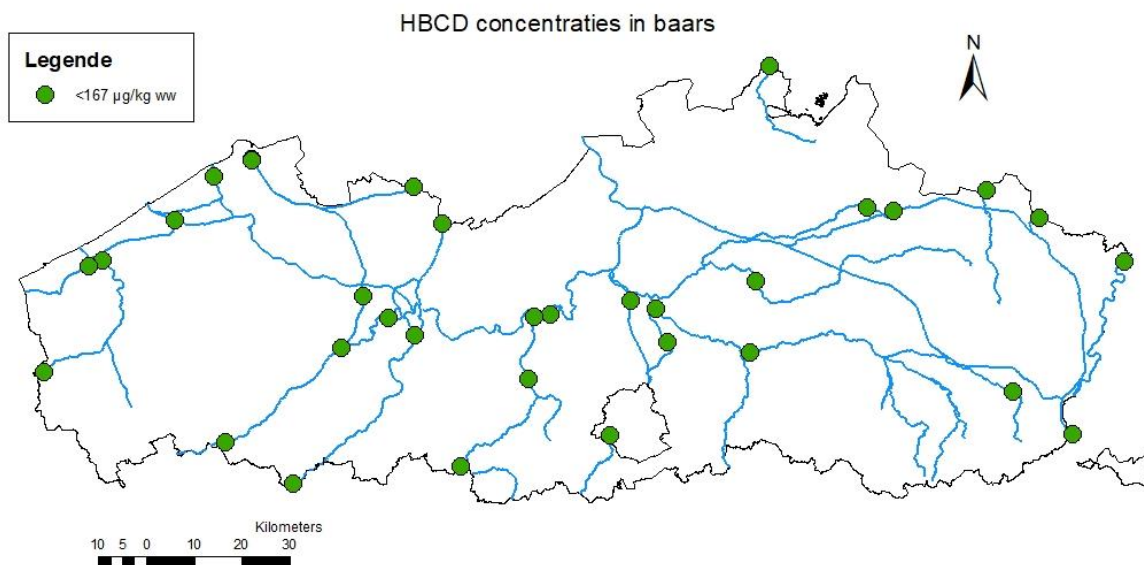 HBCD concentraties in baars
Legende
<167 µg/kg ww
N
Kilometers
10 5 0 10 20 30